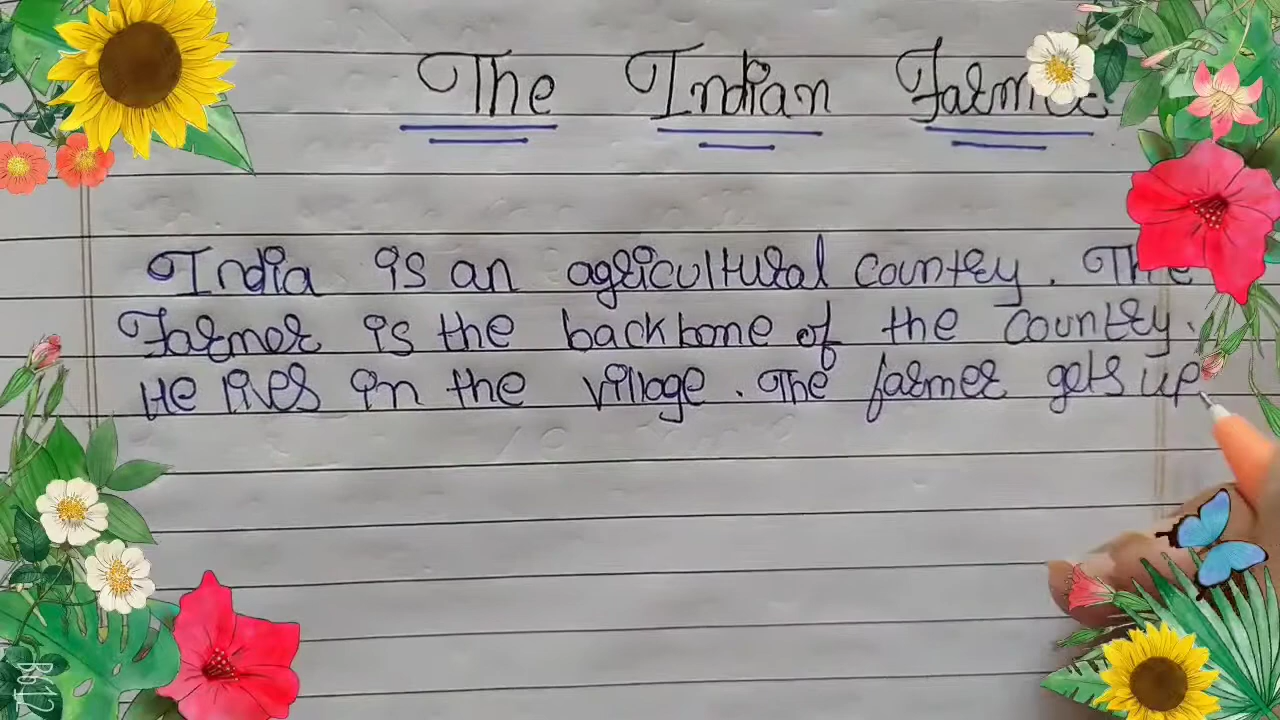 The Indian Farmer
India is an agricultural country. The
Farmer is the backbone of the country.
He lives in the village. The farmer gets up
B612